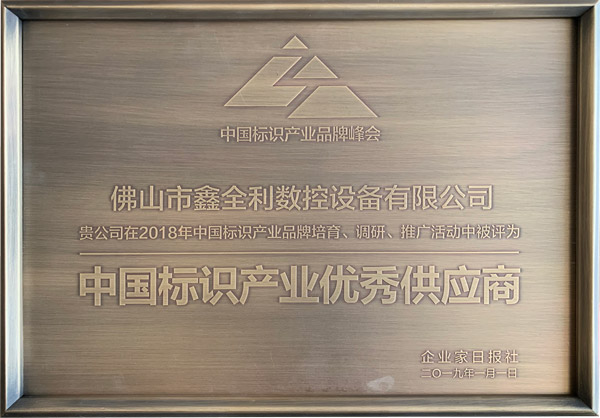 中国标识产业品牌峰会
佛山市鑫全利数控设备有限公司
贵公司在2018年中国标识产业品牌培育、调研、推广活动中被评为
中国标识产业优秀供应商
企业家日报社
二〇一九年一月一日